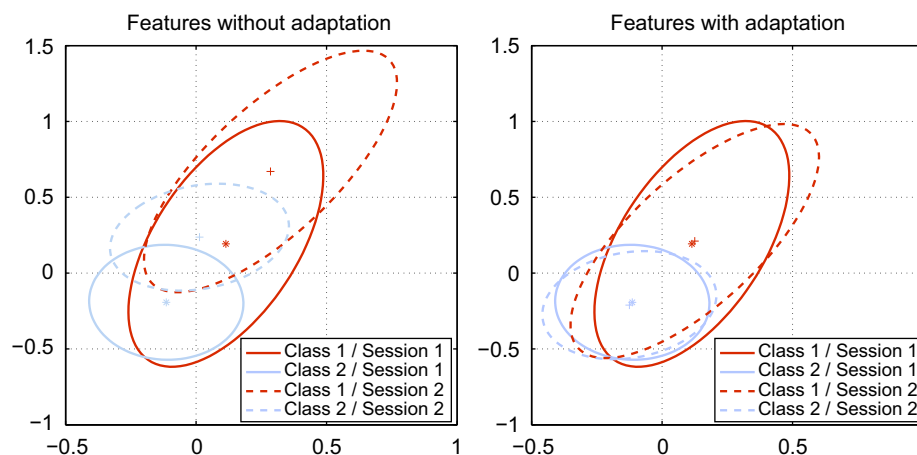 Features without adaptation
1.5
1
0.5
0
−0.5
−1
−0.5
0
0.5
1
Class 1 / Session 1
Class 2 / Session 1
Class 1 / Session 2
Class 2 / Session 2
Features with adaptation
1.5
1
0.5
0
−0.5
−1
−0.5
0
0.5
Class 1 / Session 1
Class 2 / Session 1
Class 1 / Session 2
Class 2 / Session 2